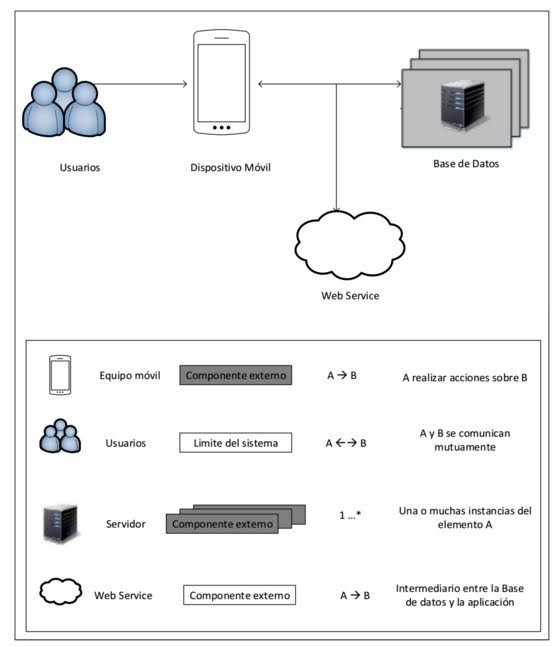 Usuarios
Dispositivo Móvil
Base de Datos
Web Service
Equipo móvil
Componente externo
A → B
A realizar acciones sobre B
Usuarios
Limite del sistema
A ←→ B
A y B se comunican
mutuamente
Servidor
Componente externo
1 ...*
Una o muchas instancias del
elemento A
Web Service
Componente externo
A → B
Intermediario entre la Base
de datos y la aplicación